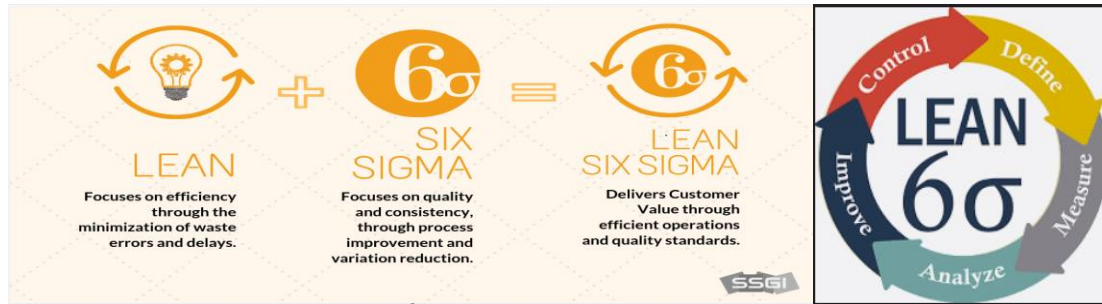 +
6σ
=
6σ
LEAN
Focuses on efficiency
through the
minimization of waste
errors and delays.
SIX
SIGMA
Focuses on quality
and consistency,
through process
improvement and
variation reduction.
LEAN
SIX SIGMA
Delivers Customer
Value through
efficient operations
and quality standards.
SSGI
Control
Define
LEAN
6σ
Measure
Analyze
Improve